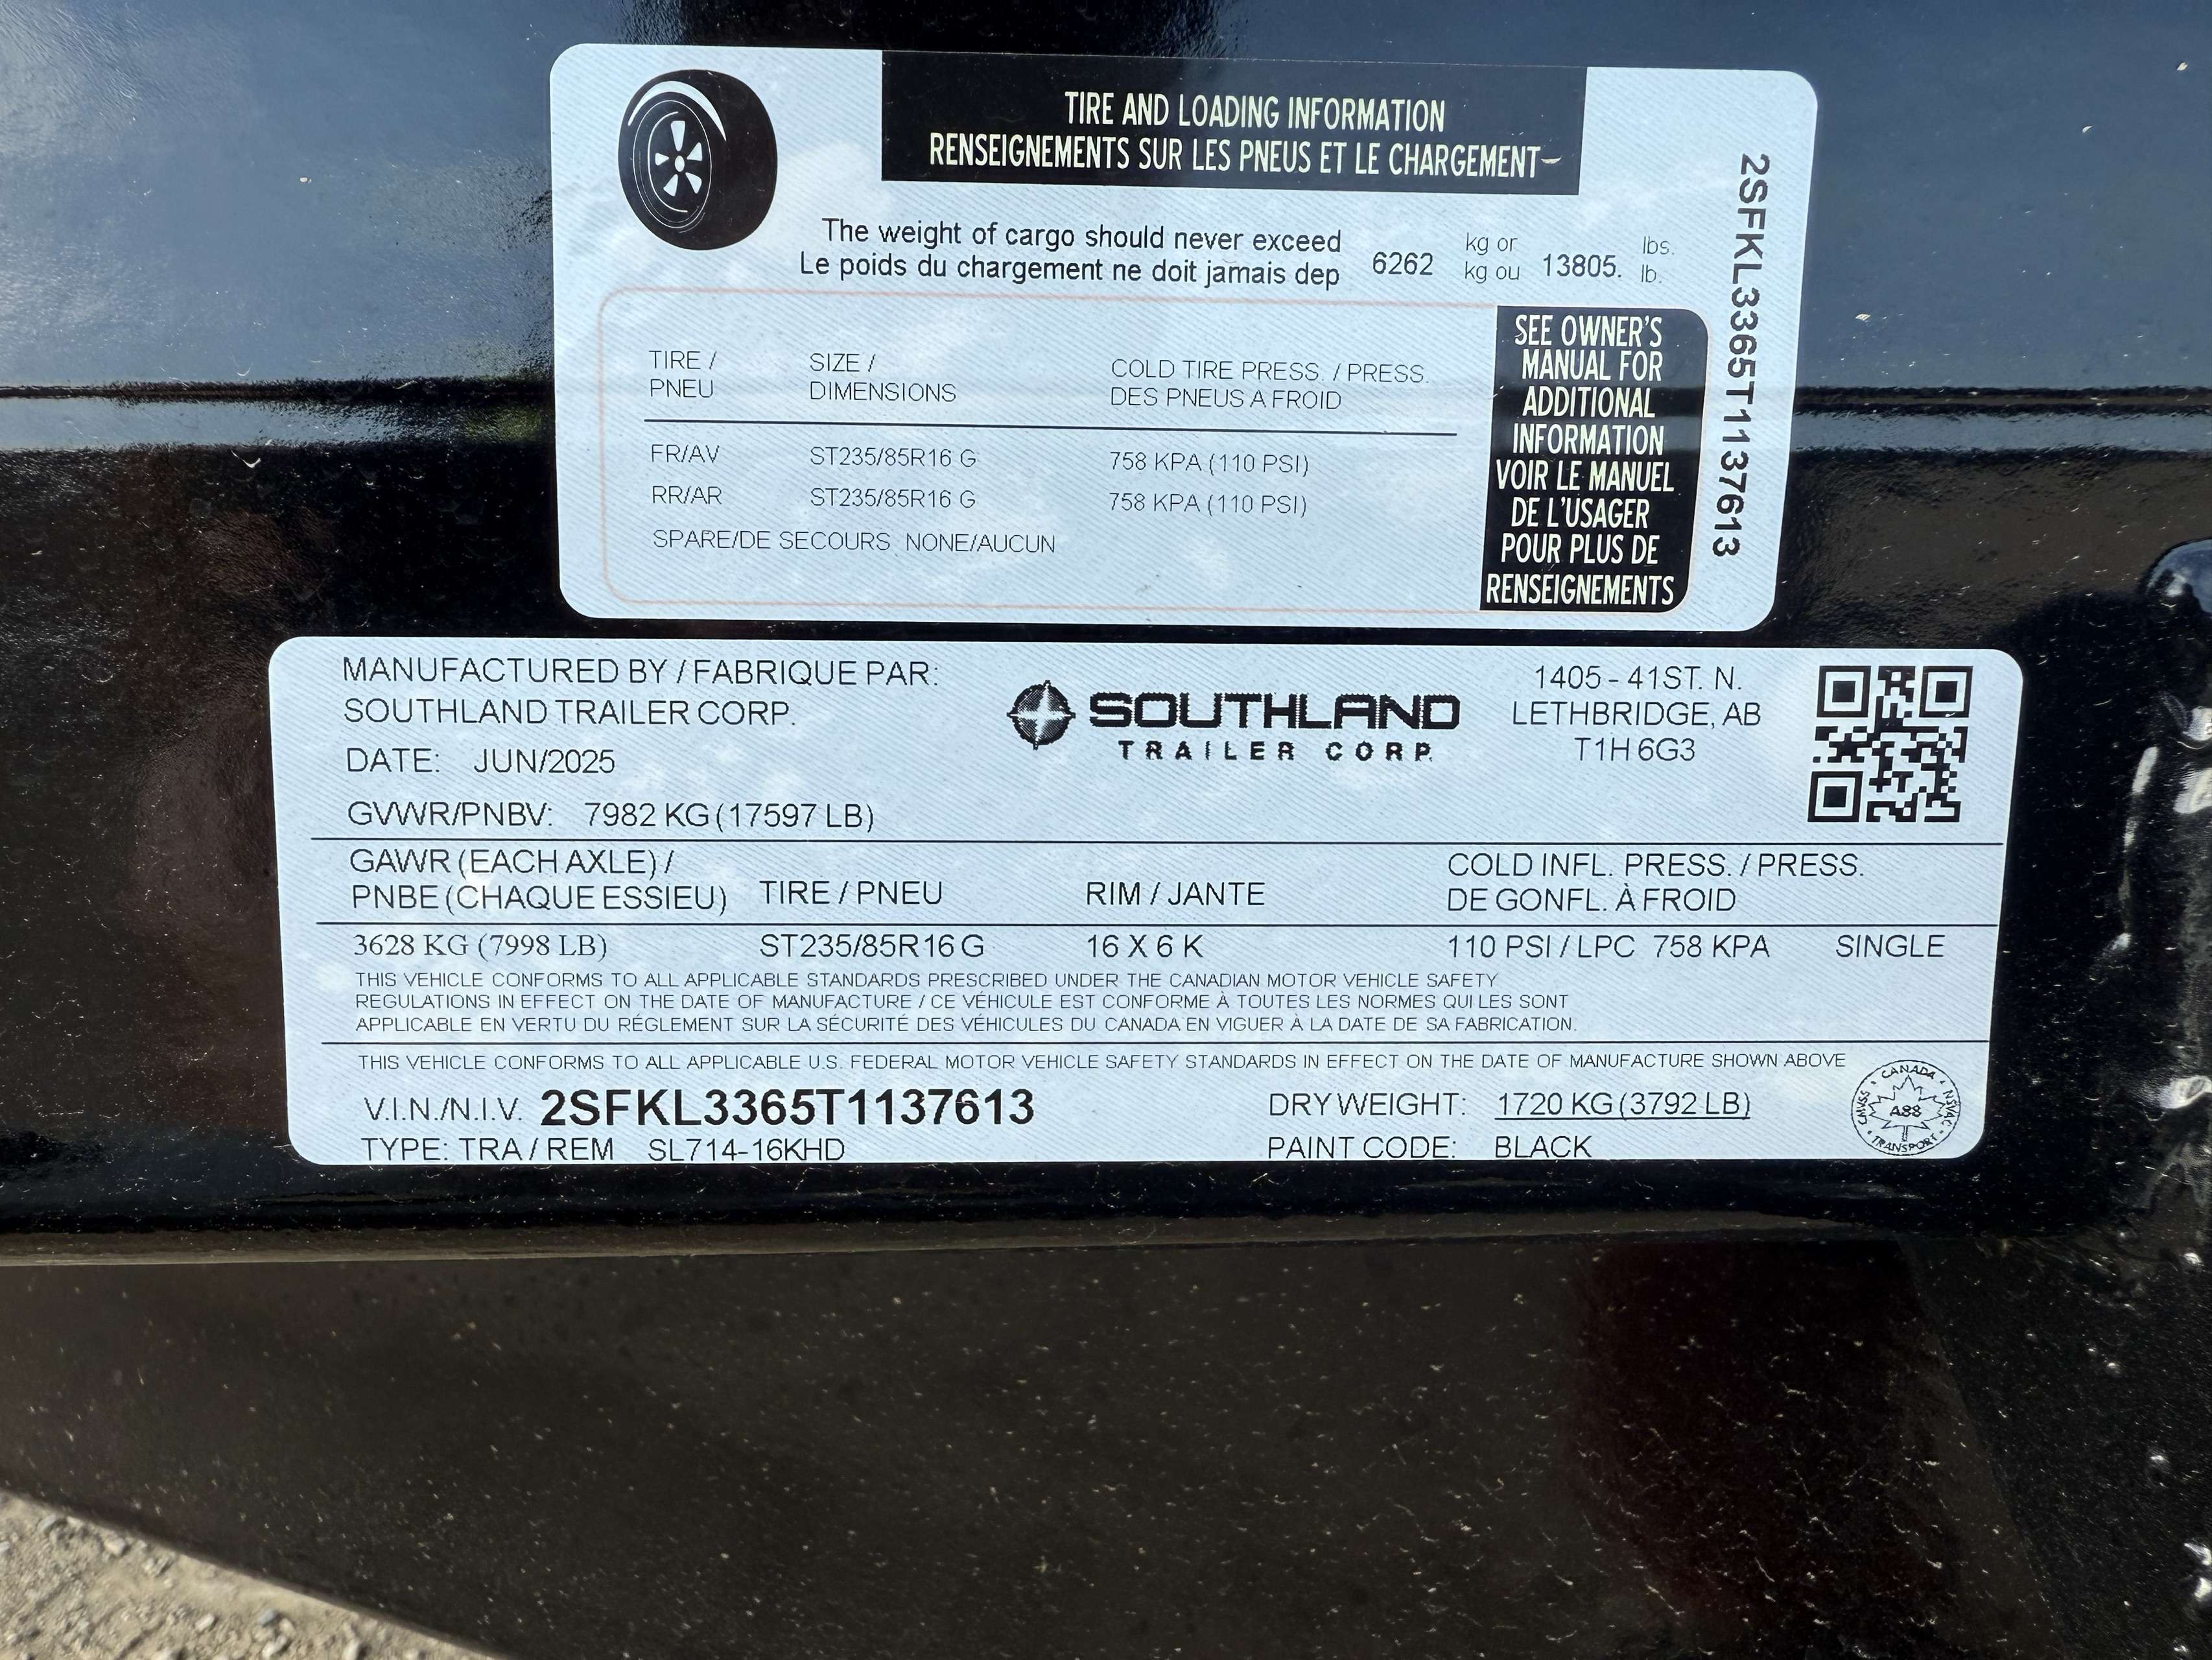 TIRE AND LOADING INFORMATION
RENSEIGNEMENTS SUR LES PNEUS ET LE CHARGEMENT
The weight of cargo should never exceed
Le poids du chargement ne doit jamais dep
6262 kg or 13805. lbs.
kg ou lb.
TIRE / SIZE / COLD TIRE PRESS. / PRESS.
PNEU DIMENSIONS DES PNEUS A FROID
FR/AV ST235/85R16 G 758 KPA (110 PSI)
RR/AR ST235/85R16 G 758 KPA (110 PSI)
SPARE/DE SECOURS NONE/AUCUN
SEE OWNER'S
MANUAL FOR
ADDITIONAL
INFORMATION
VOIR LE MANUEL
DE L'USAGER
POUR PLUS DE
RENSEIGNEMENTS
2SFKL3365T1137613
MANUFACTURED BY / FABRIQUE PAR:
SOUTHLAND TRAILER CORP.
DATE: JUN/2025
GVWR/PNBV: 7982 KG (17597 LB)
SOUTHLAND
TRAILER CORP.
1405 - 41ST. N.
LETHBRIDGE, AB
T1H 6G3
GAWR (EACH AXLE) /
PNBE (CHAQUE ESSIEU) TIRE / PNEU RIM / JANTE
COLD INFL. PRESS. / PRESS.
DE GONFL. À FROID
3628 KG (7998 LB) ST235/85R16 G 16 X 6 K 110 PSI / LPC 758 KPA SINGLE
THIS VEHICLE CONFORMS TO ALL APPLICABLE STANDARDS PRESCRIBED UNDER THE CANADIAN MOTOR VEHICLE SAFETY
REGULATIONS IN EFFECT ON THE DATE OF MANUFACTURE / CE VÉHICULE EST CONFORME À TOUTES LES NORMES QUI LES SONT
APPLICABLE EN VERTU DU RÉGLEMENT SUR LA SÉCURITÉ DES VÉHICULES DU CANADA EN VIGUER À LA DATE DE SA FABRICATION.
THIS VEHICLE CONFORMS TO ALL APPLICABLE U.S. FEDERAL MOTOR VEHICLE SAFETY STANDARDS IN EFFECT ON THE DATE OF MANUFACTURE SHOWN ABOVE
V.I.N./N.I.V. 2SFKL3365T1137613 DRY WEIGHT: 1720 KG (3792 LB)
TYPE: TRA / REM SL714-16KHD PAINT CODE: BLACK
CANADA
CMVSS A88 NSVAC
TRANSPORT